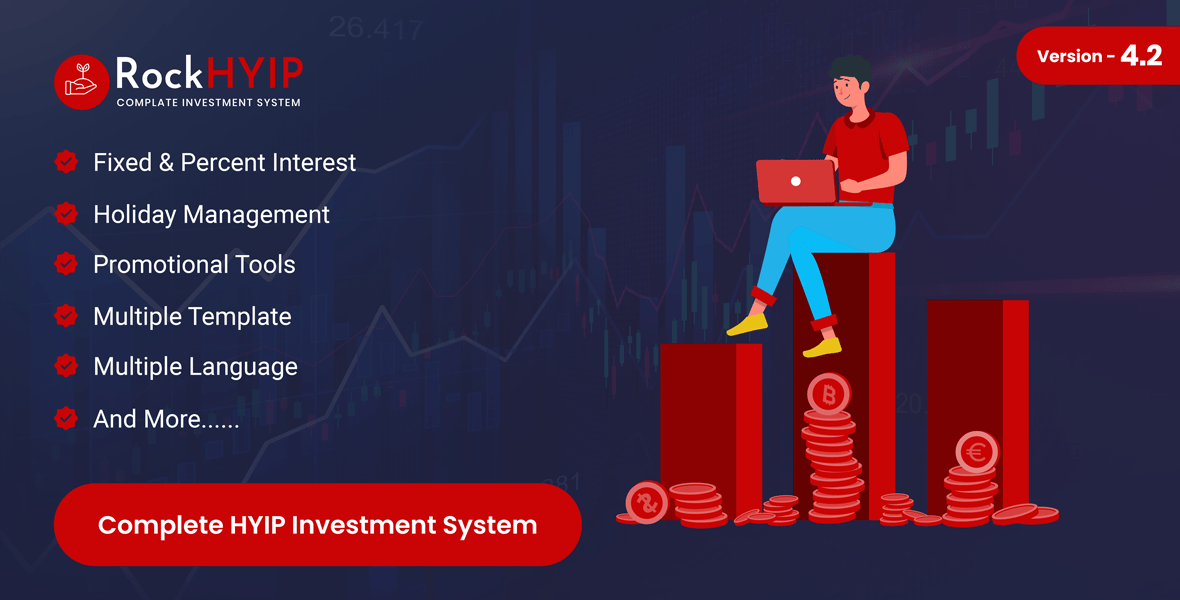 RockHYIP
COMPLATE INVESTMENT SYSTEM
Version - 4.2
Fixed & Percent Interest
Holiday Management
Promotional Tools
Multiple Template
Multiple Language
And More......
Complete HYIP Investment System
26.417